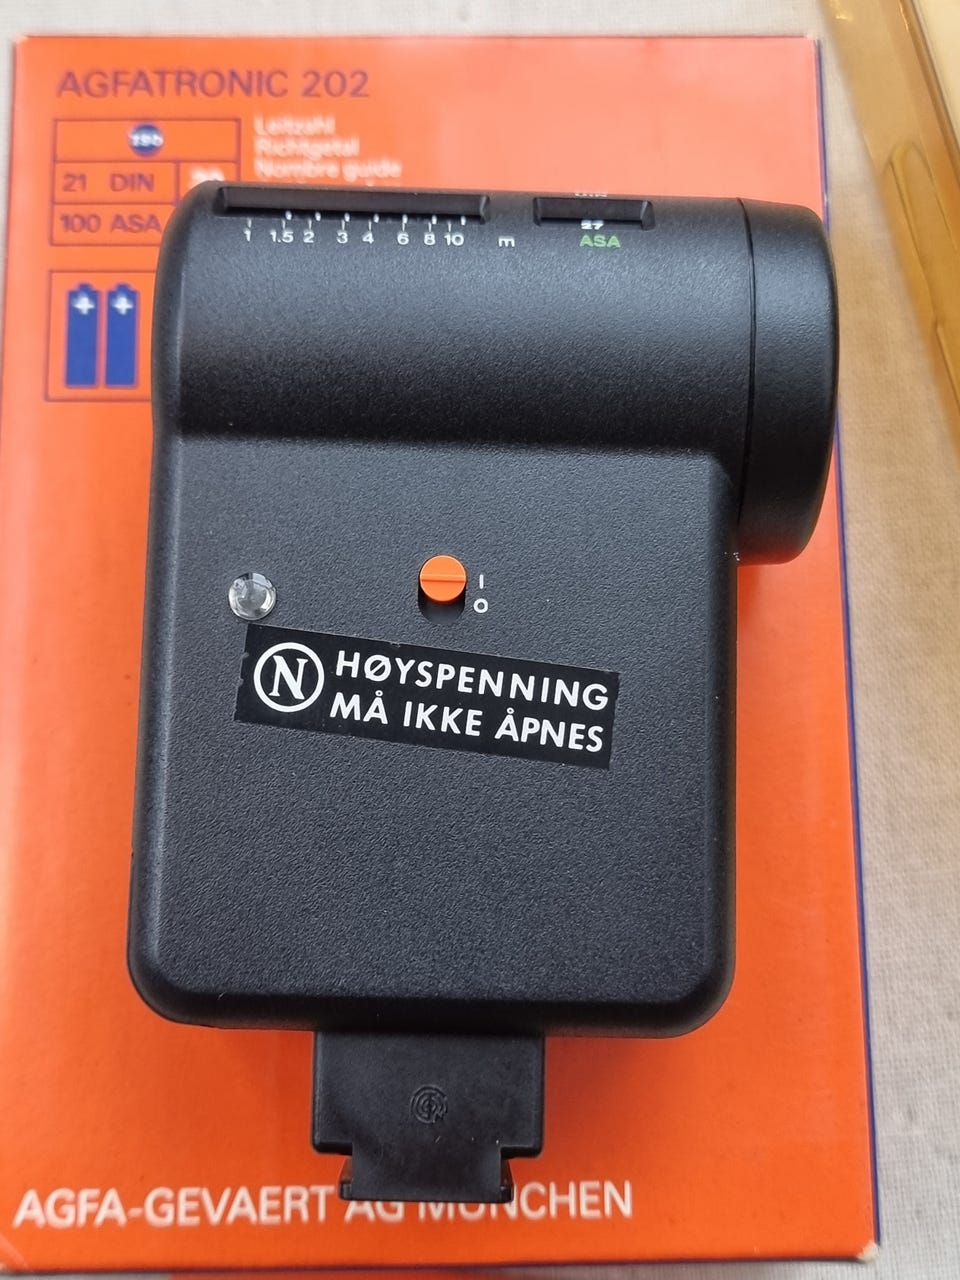 AGFATRONIC 202
Leitzahl
Richtgetal
Nombre guide
21 DIN
100 ASA
1 1.5 2 3 4 6 8 10 m
27
ASA
I
O
N HØYSPENNING
MÅ IKKE ÅPNES
AGFA-GEVAERT AG MÜNCHEN